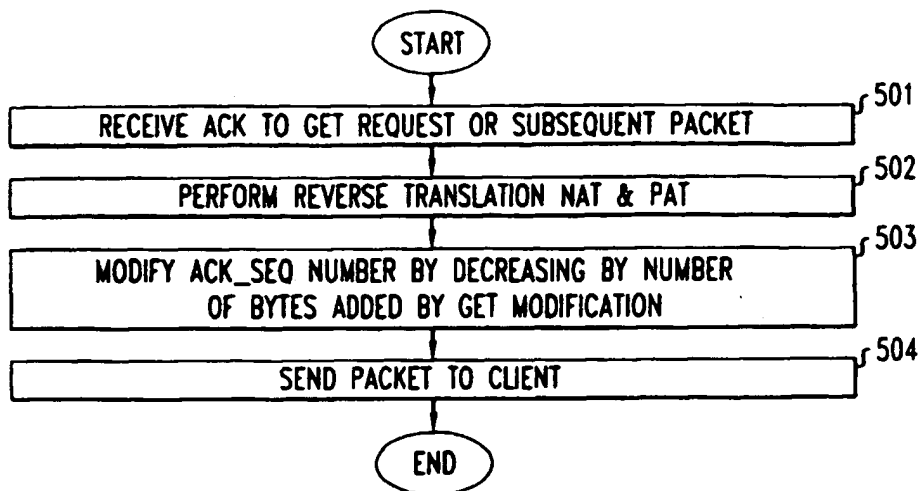 START
501
RECEIVE ACK TO GET REQUEST OR SUBSEQUENT PACKET
502
PERFORM REVERSE TRANSLATION NAT & PAT
503
MODIFY ACK_SEQ NUMBER BY DECREASING BY NUMBER
OF BYTES ADDED BY GET MODIFICATION
504
SEND PACKET TO CLIENT
END